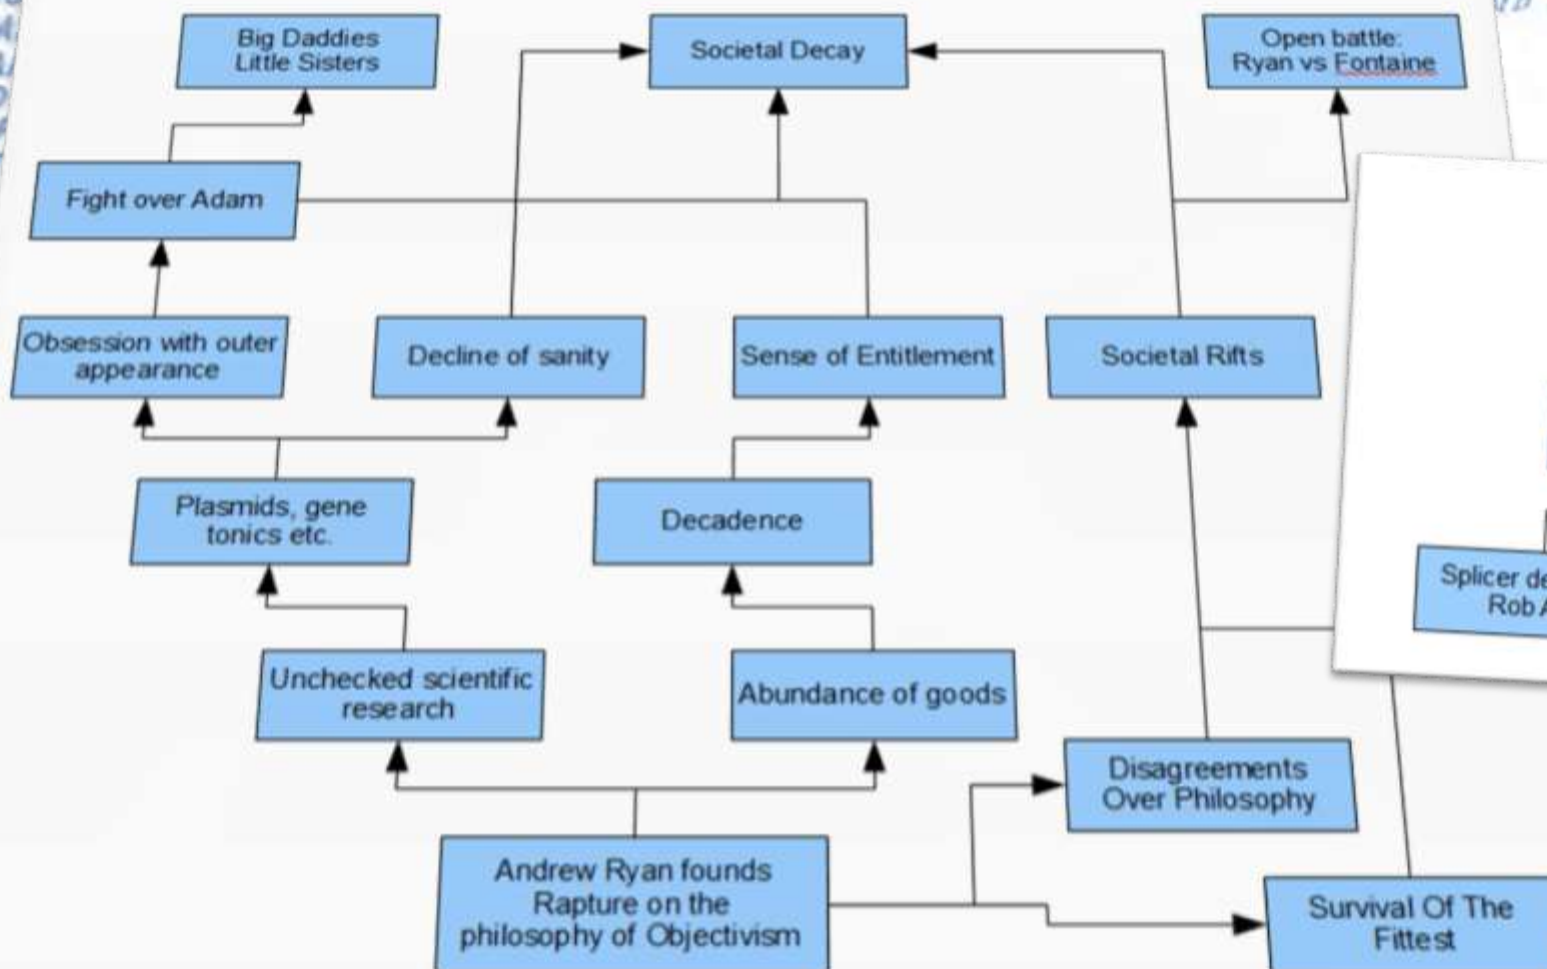 Big Daddies
Little Sisters
Societal Decay
Open battle:
Ryan vs Fontaine
Fight over Adam
Obsession with outer
appearance
Decline of sanity
Sense of Entitlement
Societal Rifts
Plasmids, gene
tonics etc.
Decadence
Splicer
Rob
Unchecked scientific
research
Abundance of goods
Disagreements
Over Philosophy
Andrew Ryan founds
Rapture on the
philosophy of Objectivism
Survival Of The
Fittest